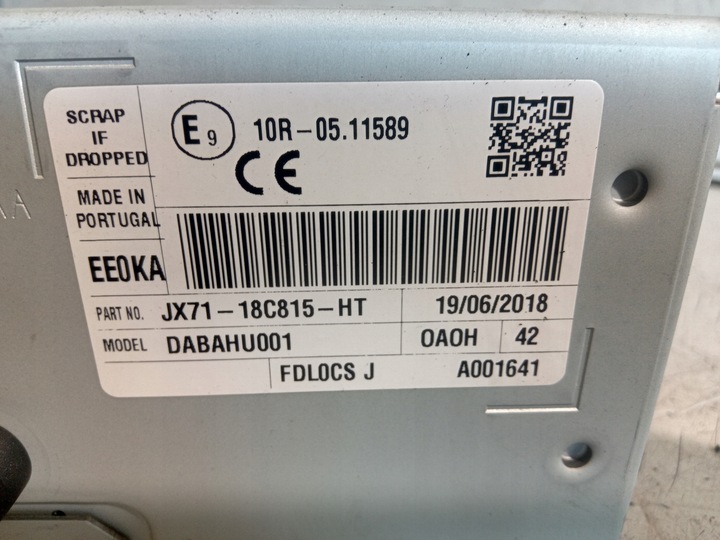 SCRAP
IF
DROPPED
E9
10R-05.11589
CE
MADE IN
PORTUGAL
EE0KA
PART NO. JX71-18C815-HT 19/06/2018
MODEL DABAHU001 0A0H 42
FDL0CS J A001641